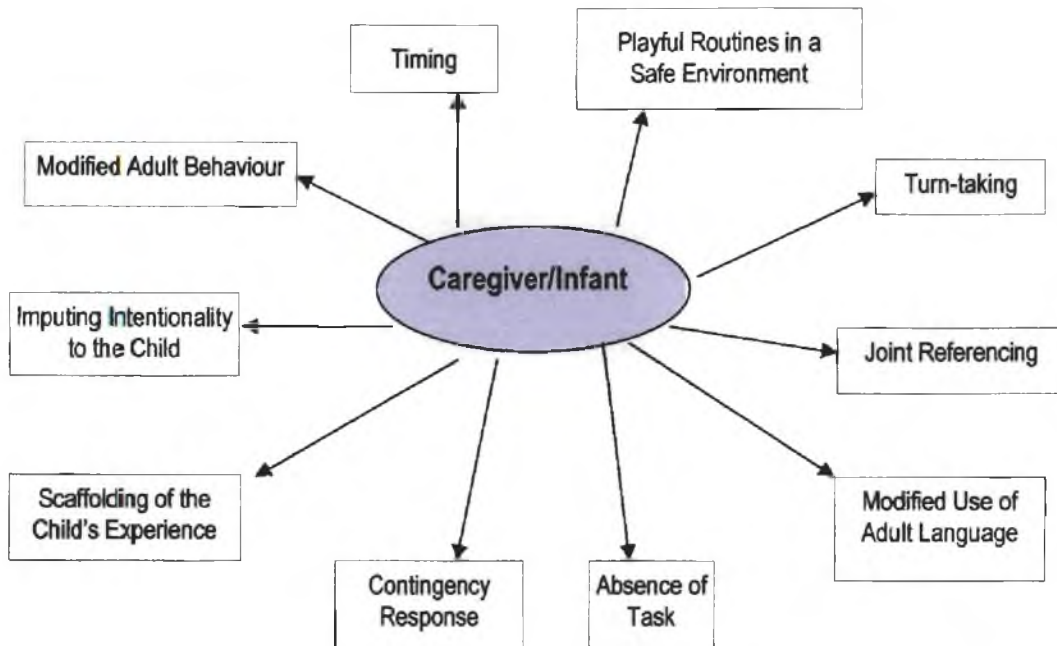 Timing
Playful Routines in a
Safe Environment
Modified Adult Behaviour
Turn-taking
Caregiver/Infant
Imputing Intentionality
to the Child
Joint Referencing
Scaffolding of the
Child's Experience
Modified Use of
Adult Language
Contingency
Response
Absence of
Task